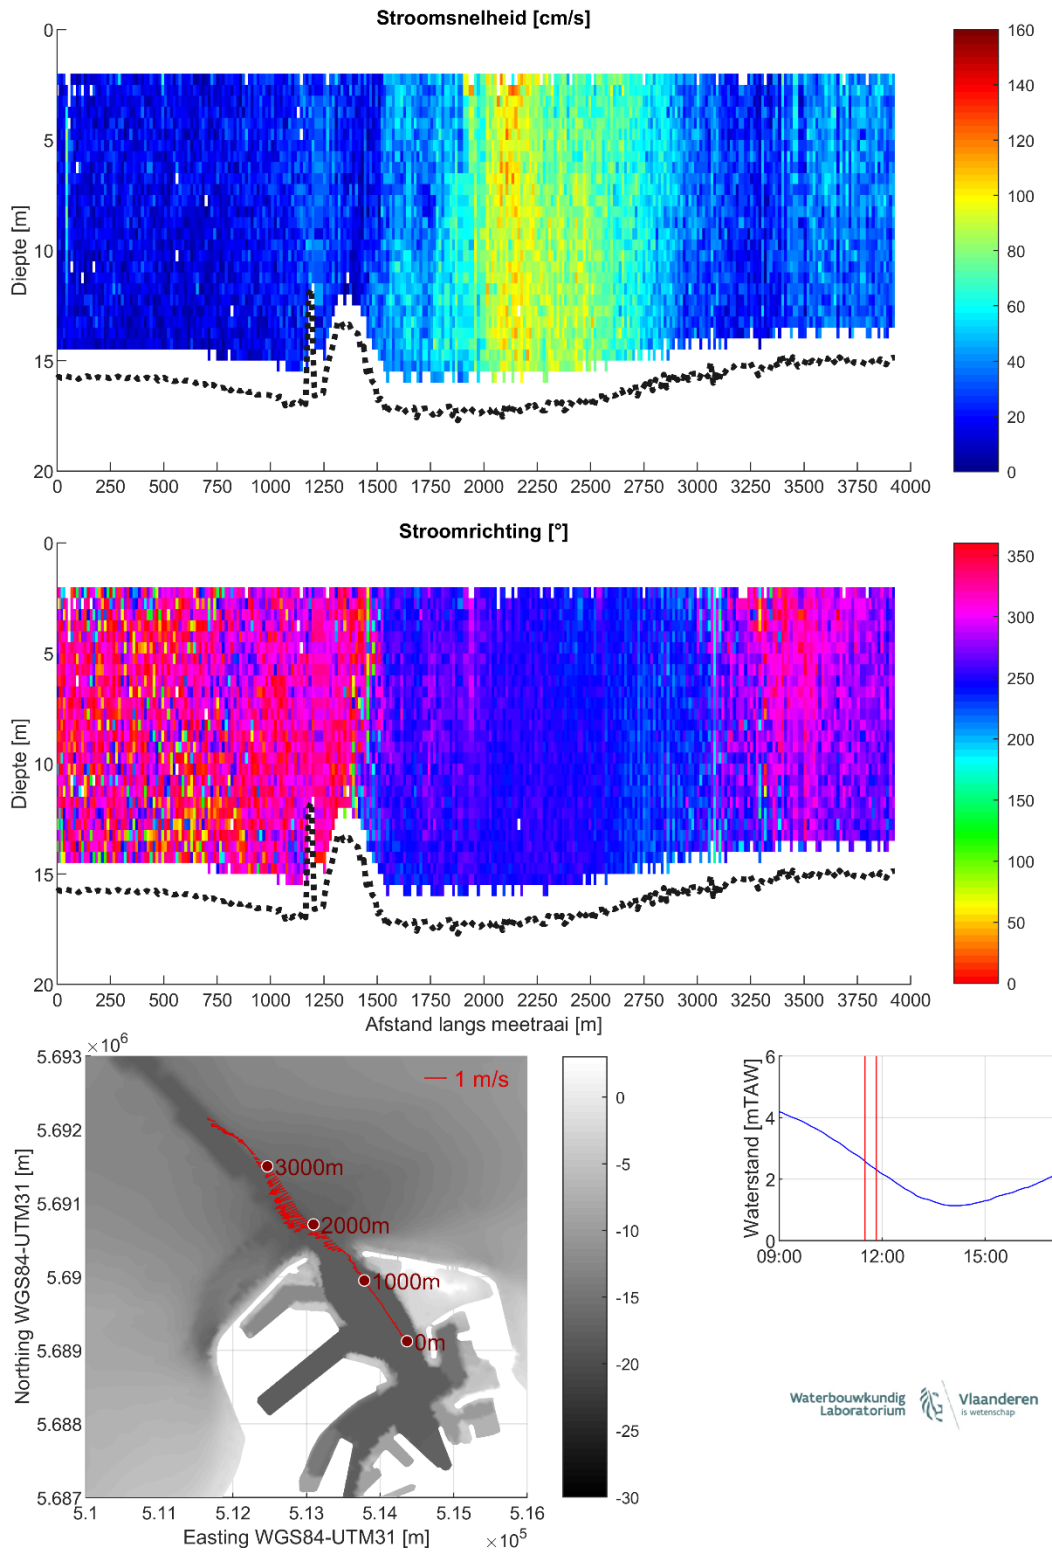 Stroomsnelheid [cm/s]
Diepte [m]
0
5
10
15
20
0 250 500 750 1000 1250 1500 1750 2000 2250 2500 2750 3000 3250 3500 3750 4000
160
140
120
100
80
60
40
20
0
Stroomrichting [°]
Diepte [m]
0
5
10
15
20
0 250 500 750 1000 1250 1500 1750 2000 2250 2500 2750 3000 3250 3500 3750 4000
Afstand langs meetraai [m]
350
300
250
200
150
100
50
0
×10⁶
Northing WGS84-UTM31 [m]
5.693
5.692
5.691
5.69
5.689
5.688
5.687
1 m/s
3000m
2000m
1000m
0m
5.1 5.12 5.13 5.14 5.15 5.16
Easting WGS84-UTM31 [m]
×10⁵
0
-5
-10
-15
-20
-25
-30
Waterstand [mTAW]
6
4
2
0
09:00 12:00 15:00
Waterbouwkundig
Laboratorium
Vlaanderen
is wetenschap